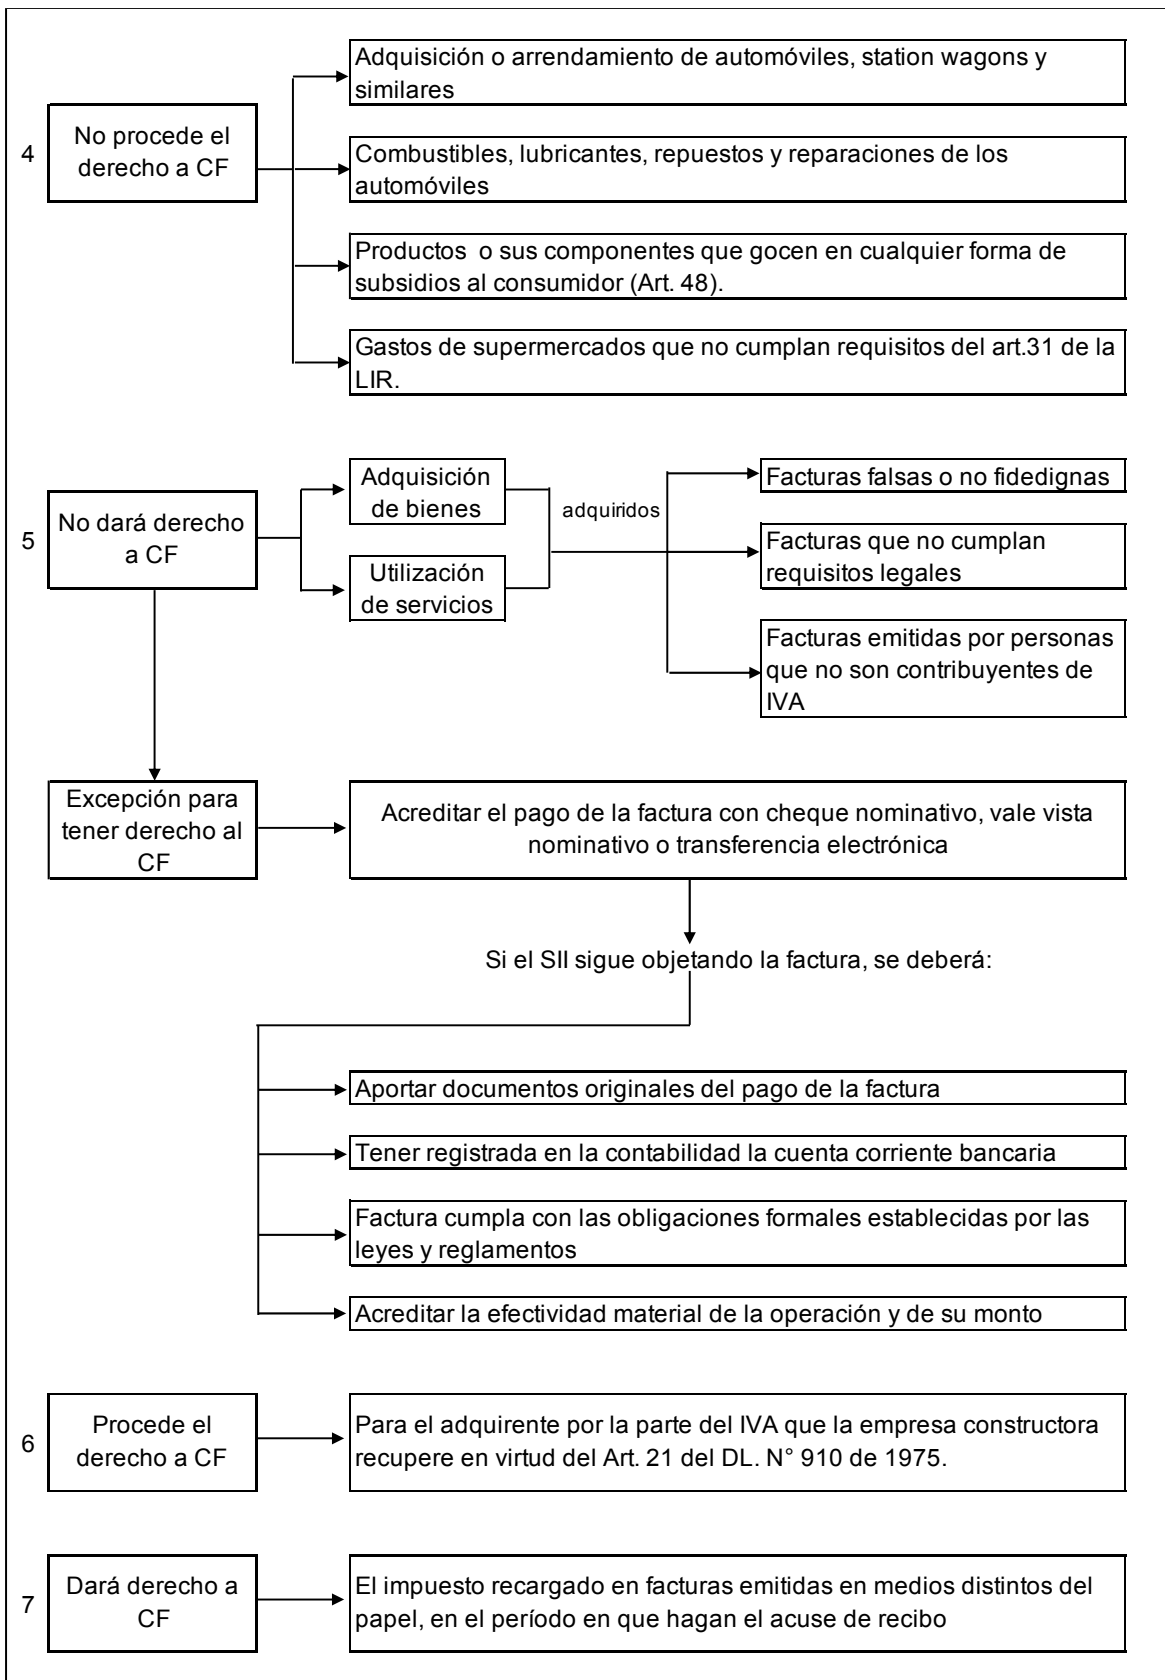 4
No procede el
derecho a CF
Adquisición o arrendamiento de automóviles, station wagons y
similares
Combustibles, lubricantes, repuestos y reparaciones de los
automóviles
Productos  o sus componentes que gocen en cualquier forma de
subsidios al consumidor (Art. 48).
Gastos de supermercados que no cumplan requisitos del art.31 de la
LIR.
5
No dará derecho
a CF
Adquisición
de bienes
Utilización
de servicios
adquiridos
Facturas falsas o no fidedignas
Facturas que no cumplan
requisitos legales
Facturas emitidas por personas
que no son contribuyentes de
IVA
Excepción para
tener derecho al
CF
Acreditar el pago de la factura con cheque nominativo, vale vista
nominativo o transferencia electrónica
Si el SII sigue objetando la factura, se deberá:
Aportar documentos originales del pago de la factura
Tener registrada en la contabilidad la cuenta corriente bancaria
Factura cumpla con las obligaciones formales establecidas por las
leyes y reglamentos
Acreditar la efectividad material de la operación y de su monto
6
Procede el
derecho a CF
Para el adquirente por la parte del IVA que la empresa constructora
recupere en virtud del Art. 21 del DL. N° 910 de 1975.
7
Dará derecho a
CF
El impuesto recargado en facturas emitidas en medios distintos del
papel, en el período en que hagan el acuse de recibo